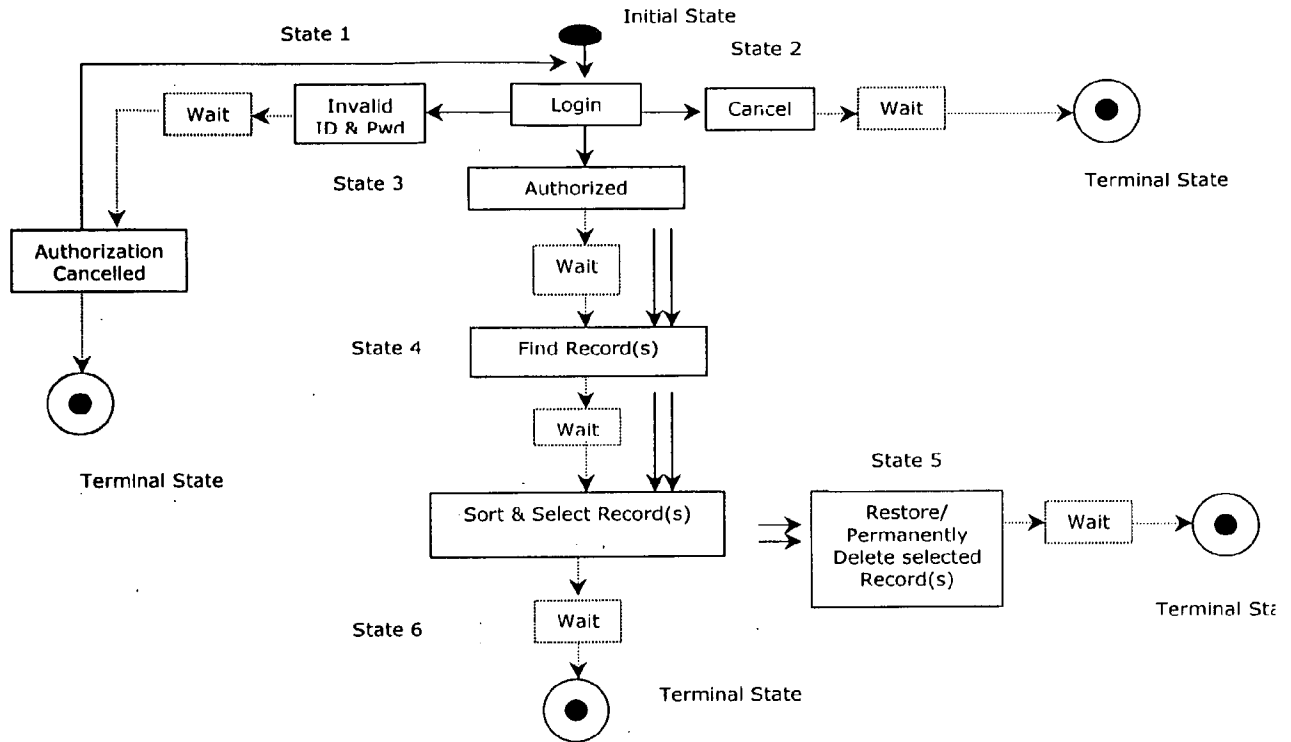 Initial State
State 1
State 2
Wait
Invalid
ID & Pwd
Login
Cancel
Wait
Terminal State
State 3
Authorized
Authorization
Cancelled
Wait
State 4
Find Record(s)
Wait
Terminal State
State 5
Sort & Select Record(s)
Restore/
Permanently
Delete selected
Record(s)
Wait
Terminal Sta
State 6
Wait
Terminal State